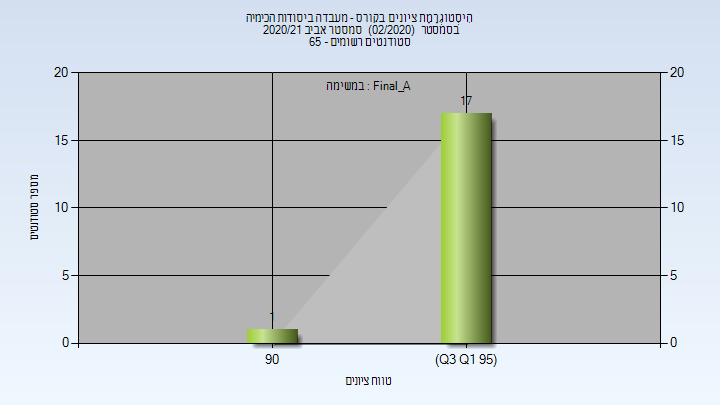 היסטוגרמת ציונים בקורס - מעבדה ביסודות הכימיה
בסמסטר (02/2020) סמסטר אביב 2020/21
סטודנטים רשומים - 65
במשימה : Final_A
מספר סטודנטים
20
15
10
5
0
20
15
10
5
0
1
17
90
(Q3 Q1 95)
טווח ציונים